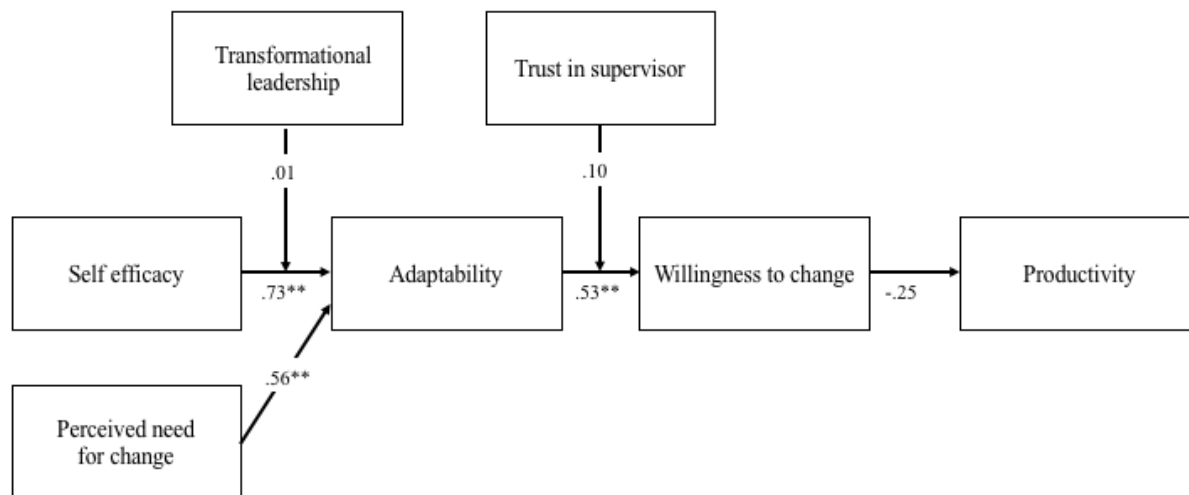 Transformational
leadership
Trust in supervisor
.01
.10
Self efficacy
.73**
Adaptability
.53**
Willingness to change
-.25
Productivity
.56**
Perceived need
for change